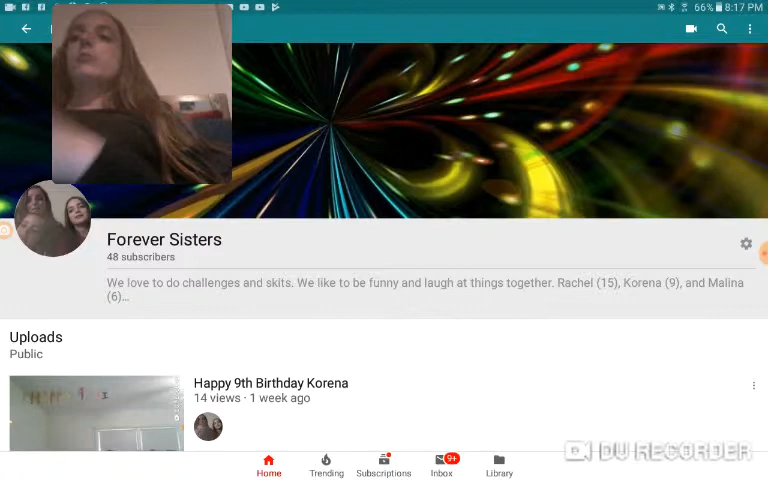 66% 8:17 PM
Forever Sisters
48 subscribers
We love to do challenges and skits. We like to be funny and laugh at things together. Rachel (15), Korena (9), and Malina
(6)...
Uploads
Public
Happy 9th Birthday Korena
14 views · 1 week ago
9+
Home Trending Subscriptions Inbox Library
DU RECORDER